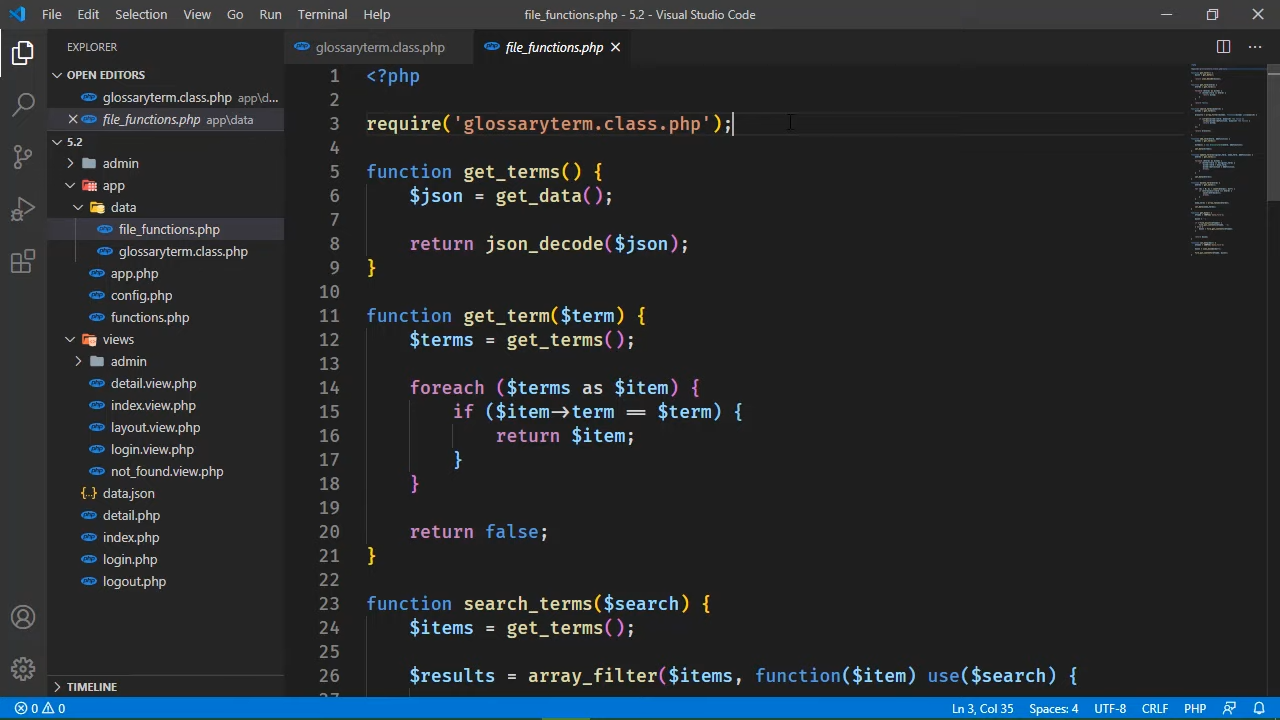 File Edit Selection View Go Run Terminal Help file_functions.php - 5.2 - Visual Studio Code
EXPLORER
OPEN EDITORS
glossaryterm.class.php app\d...
file_functions.php app\data
5.2
admin
app
data
file_functions.php
glossaryterm.class.php
app.php
config.php
functions.php
views
admin
detail.view.php
index.view.php
layout.view.php
login.view.php
not_found.view.php
data.json
detail.php
index.php
login.php
logout.php
TIMELINE
glossaryterm.class.php file_functions.php
1 <?php
2
3 require('glossaryterm.class.php');
4
5 function get_terms() {
6 $json = get_data();
7
8 return json_decode($json);
9 }
10
11 function get_term($term) {
12 $terms = get_terms();
13
14 foreach ($terms as $item) {
15 if ($item->term == $term) {
16 return $item;
17 }
18 }
19
20 return false;
21 }
22
23 function search_terms($search) {
24 $items = get_terms();
25
26 $results = array_filter($items, function($item) use($search) {
27
0 0 Ln 3, Col 35 Spaces: 4 UTF-8 CRLF PHP